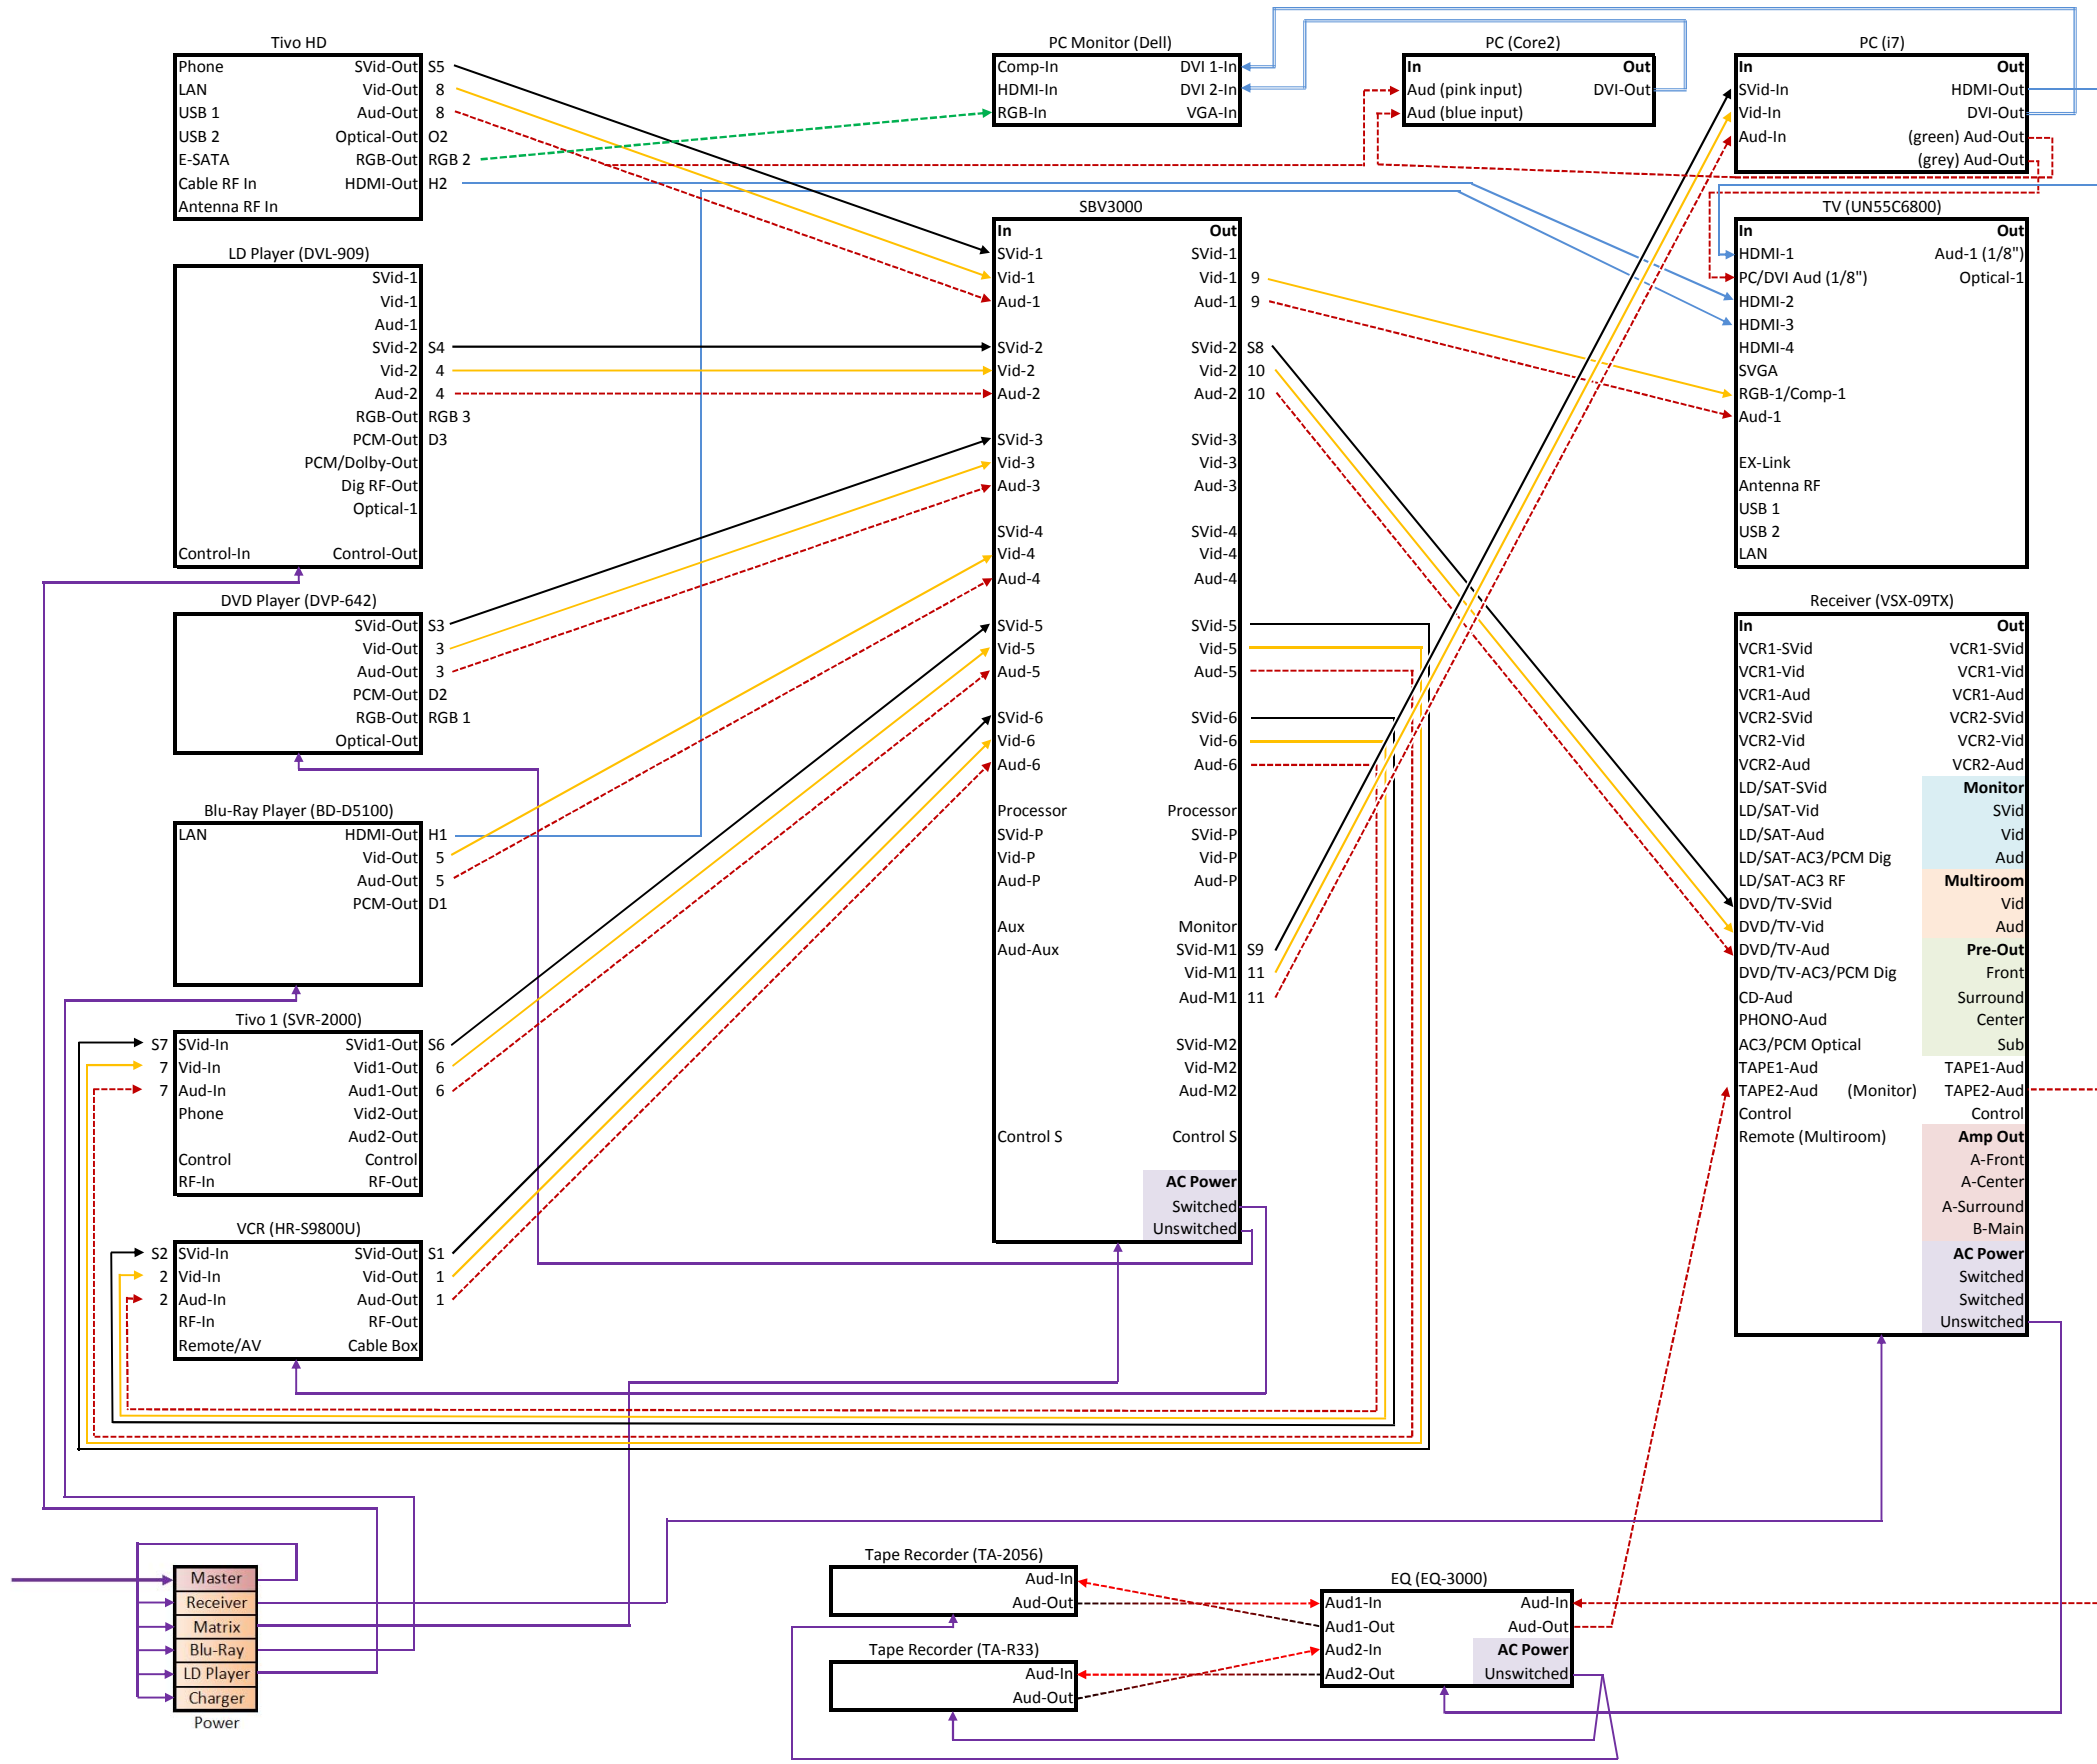 Tivo HD
Phone SVid-Out S5
LAN Vid-Out 8
USB 1 Aud-Out 8
USB 2 Optical-Out O2
E-SATA RGB-Out RGB 2
Cable RF In HDMI-Out H2
Antenna RF In
LD Player (DVL-909)
SVid-1
Vid-1
Aud-1
SVid-2 S4
Vid-2 4
Aud-2 4
RGB-Out RGB 3
PCM-Out D3
PCM/Dolby-Out
Dig RF-Out
Optical-1
Control-In Control-Out
DVD Player (DVP-642)
SVid-Out S3
Vid-Out 3
Aud-Out 3
PCM-Out D2
RGB-Out RGB 1
Optical-Out
Blu-Ray Player (BD-D5100)
LAN HDMI-Out H1
Vid-Out 5
Aud-Out 5
PCM-Out D1
Tivo 1 (SVR-2000)
S7 SVid-In SVid1-Out S6
7 Vid-In Vid1-Out 6
7 Aud-In Aud1-Out 6
Phone Vid2-Out
Aud2-Out
Control Control
RF-In RF-Out
VCR (HR-S9800U)
S2 SVid-In SVid-Out S1
2 Vid-In Vid-Out 1
2 Aud-In Aud-Out 1
RF-In RF-Out
Remote/AV Cable Box
Master
Receiver
Matrix
Blu-Ray
LD Player
Charger
Power
PC Monitor (Dell)
Comp-In DVI 1-In
HDMI-In DVI 2-In
RGB-In VGA-In
SBV3000
In Out
SVid-1 SVid-1
Vid-1 Vid-1 9
Aud-1 Aud-1 9
SVid-2 SVid-2 S8
Vid-2 Vid-2 10
Aud-2 Aud-2 10
SVid-3 SVid-3
Vid-3 Vid-3
Aud-3 Aud-3
SVid-4 SVid-4
Vid-4 Vid-4
Aud-4 Aud-4
SVid-5 SVid-5
Vid-5 Vid-5
Aud-5 Aud-5
SVid-6 SVid-6
Vid-6 Vid-6
Aud-6 Aud-6
Processor Processor
SVid-P SVid-P
Vid-P Vid-P
Aud-P Aud-P
Aux Monitor
Aud-Aux SVid-M1 S9
Vid-M1 11
Aud-M1 11
SVid-M2
Vid-M2
Aud-M2
Control S Control S
AC Power
Switched
Unswitched
PC (Core2)
In Out
Aud (pink input) DVI-Out
Aud (blue input)
PC (i7)
In Out
SVid-In HDMI-Out
Vid-In DVI-Out
Aud-In (green) Aud-Out
(grey) Aud-Out
TV (UN55C6800)
In Out
HDMI-1 Aud-1 (1/8")
PC/DVI Aud (1/8") Optical-1
HDMI-2
HDMI-3
HDMI-4
SVGA
RGB-1/Comp-1
Aud-1
EX-Link
Antenna RF
USB 1
USB 2
LAN
Receiver (VSX-09TX)
In Out
VCR1-SVid VCR1-SVid
VCR1-Vid VCR1-Vid
VCR1-Aud VCR1-Aud
VCR2-SVid VCR2-SVid
VCR2-Vid VCR2-Vid
VCR2-Aud VCR2-Aud
LD/SAT-SVid Monitor
LD/SAT-Vid SVid
LD/SAT-Aud Vid
LD/SAT-AC3/PCM Dig Aud
LD/SAT-AC3 RF Multiroom
DVD/TV-SVid Vid
DVD/TV-Vid Aud
DVD/TV-Aud Pre-Out
DVD/TV-AC3/PCM Dig Front
CD-Aud Surround
PHONO-Aud Center
AC3/PCM Optical Sub
TAPE1-Aud TAPE1-Aud
TAPE2-Aud (Monitor) TAPE2-Aud
Control Control
Remote (Multiroom) Amp Out
A-Front
A-Center
A-Surround
B-Main
AC Power
Switched
Switched
Unswitched
Tape Recorder (TA-2056)
Aud-In
Aud-Out
Tape Recorder (TA-R33)
Aud-In
Aud-Out
EQ (EQ-3000)
Aud1-In Aud-In
Aud1-Out Aud-Out
Aud2-In AC Power
Aud2-Out Unswitched